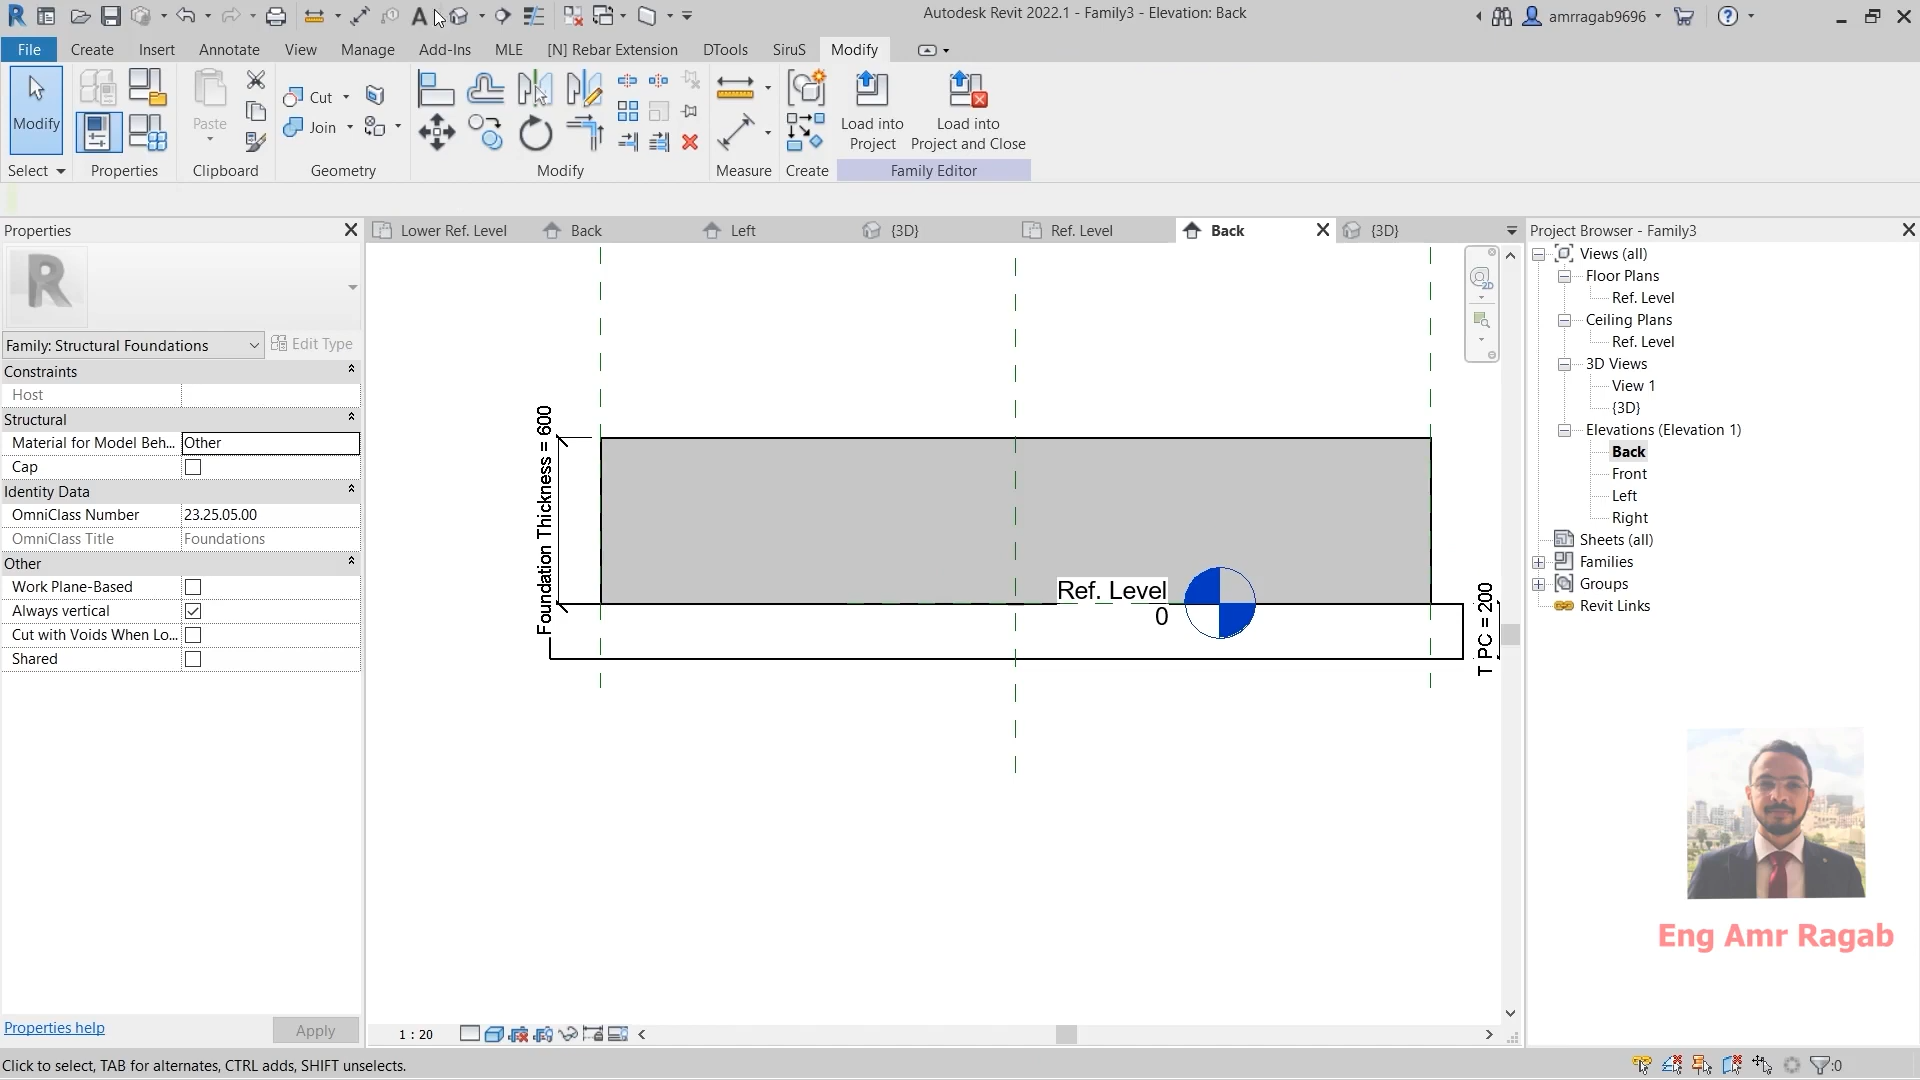 Autodesk Revit 2022.1 - Family3 - Elevation: Back
amrragab9696
File Create Insert Annotate View Manage Add-Ins MLE [N] Rebar Extension DTools SiruS Modify
Modify
Paste
Cut
Join
Load into Project
Load into Project and Close
Select Properties Clipboard Geometry Modify Measure Create Family Editor
Properties
Lower Ref. Level Back Left {3D} Ref. Level Back {3D}
Project Browser - Family3
Family: Structural Foundations
Edit Type
Constraints
Host
Structural
Material for Model Beh... Other
Cap
Identity Data
OmniClass Number 23.25.05.00
OmniClass Title Foundations
Other
Work Plane-Based
Always vertical
Cut with Voids When Lo...
Shared
Properties help
Apply
2D
Foundation Thickness = 600
Ref. Level
0
T PC = 200
1 : 20
Views (all)
Floor Plans
Ref. Level
Ceiling Plans
Ref. Level
3D Views
View 1
{3D}
Elevations (Elevation 1)
Back
Front
Left
Right
Sheets (all)
Families
Groups
Revit Links
Eng Amr Ragab
Click to select, TAB for alternates, CTRL adds, SHIFT unselects.
:0